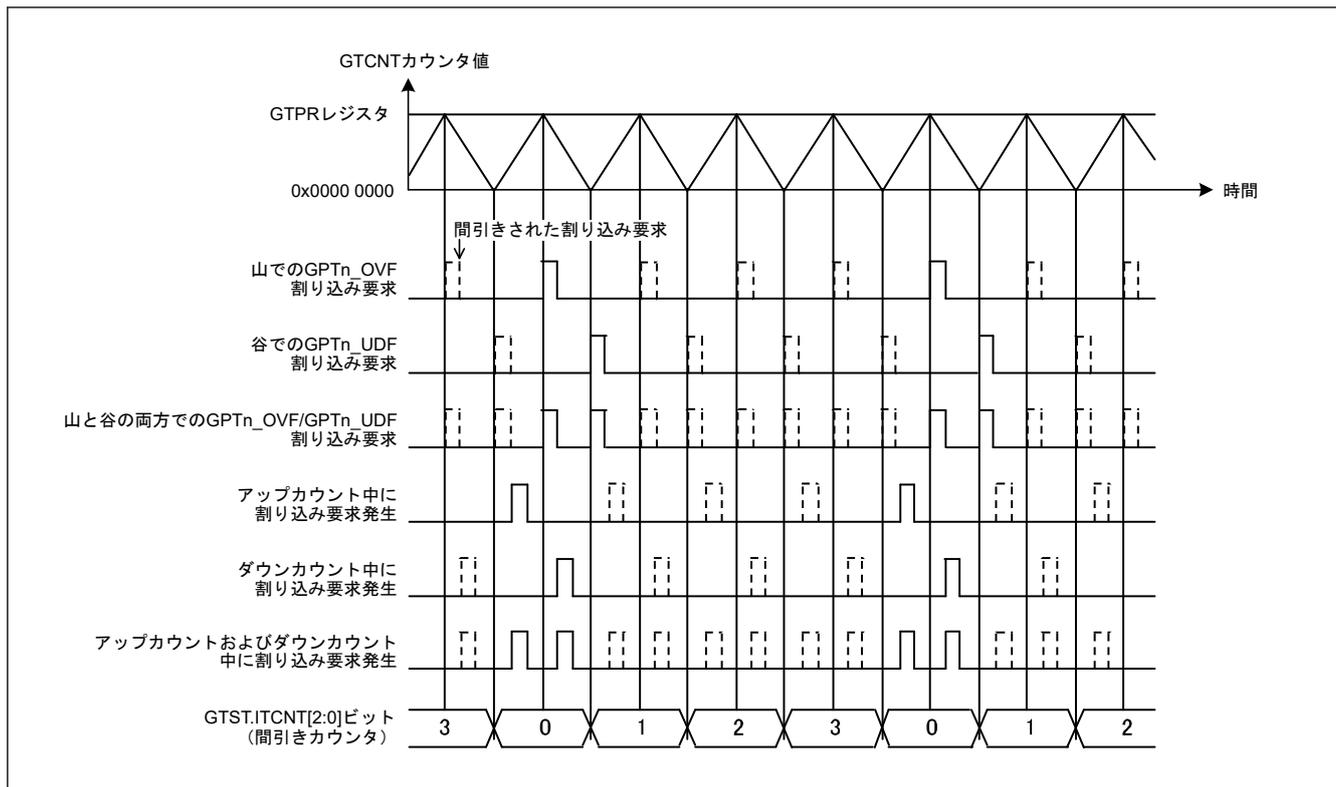 GTCNTカウンタ値
GTPRレジスタ
0x0000 0000
時間
間引きされた割り込み要求
山でのGPTn_OVF
割り込み要求
谷でのGPTn_UDF
割り込み要求
山と谷の両方でのGPTn_OVF/GPTn_UDF
割り込み要求
アップカウント中に
割り込み要求発生
ダウンカウント中に
割り込み要求発生
アップカウントおよびダウンカウント
中に割り込み要求発生
GTST.ITCNT[2:0]ビット
（間引きカウンタ）
3 0 1 2 3 0 1 2